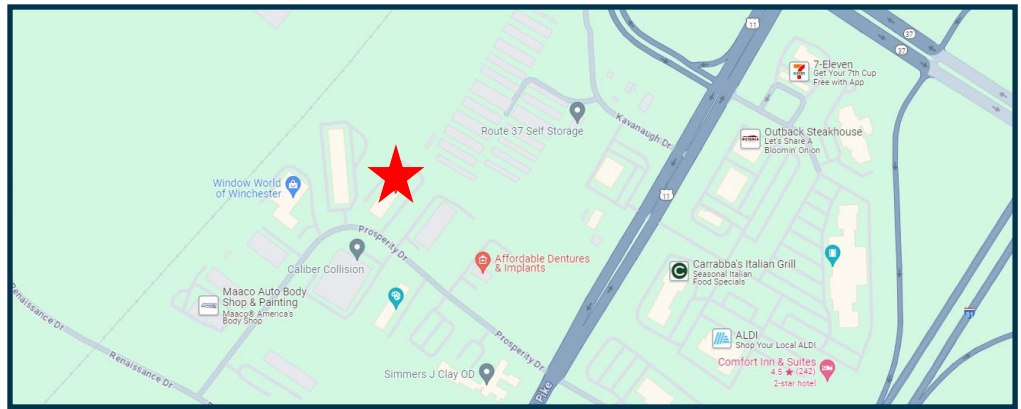 11
37
37
7-Eleven
Get Your 7th Cup
Free with App
Route 37 Self Storage
Kavanaugh Dr
Outback Steakhouse
Let's Share A
Bloomin' Onion
Window World
of Winchester
11
Prosperity Dr
Caliber Collision
Affordable Dentures
& Implants
Carrabba's Italian Grill
Seasonal Italian
Food Specials
Maaco Auto Body
Shop & Painting
Maaco® America's
Body Shop
Renaissance Dr
81
ALDI
Shop Your Local ALDI
Prosperity Dr
Renaissance Dr
Simmers J Clay OD
Comfort Inn & Suites
4.5 ★ (242)
2-star hotel
Pike